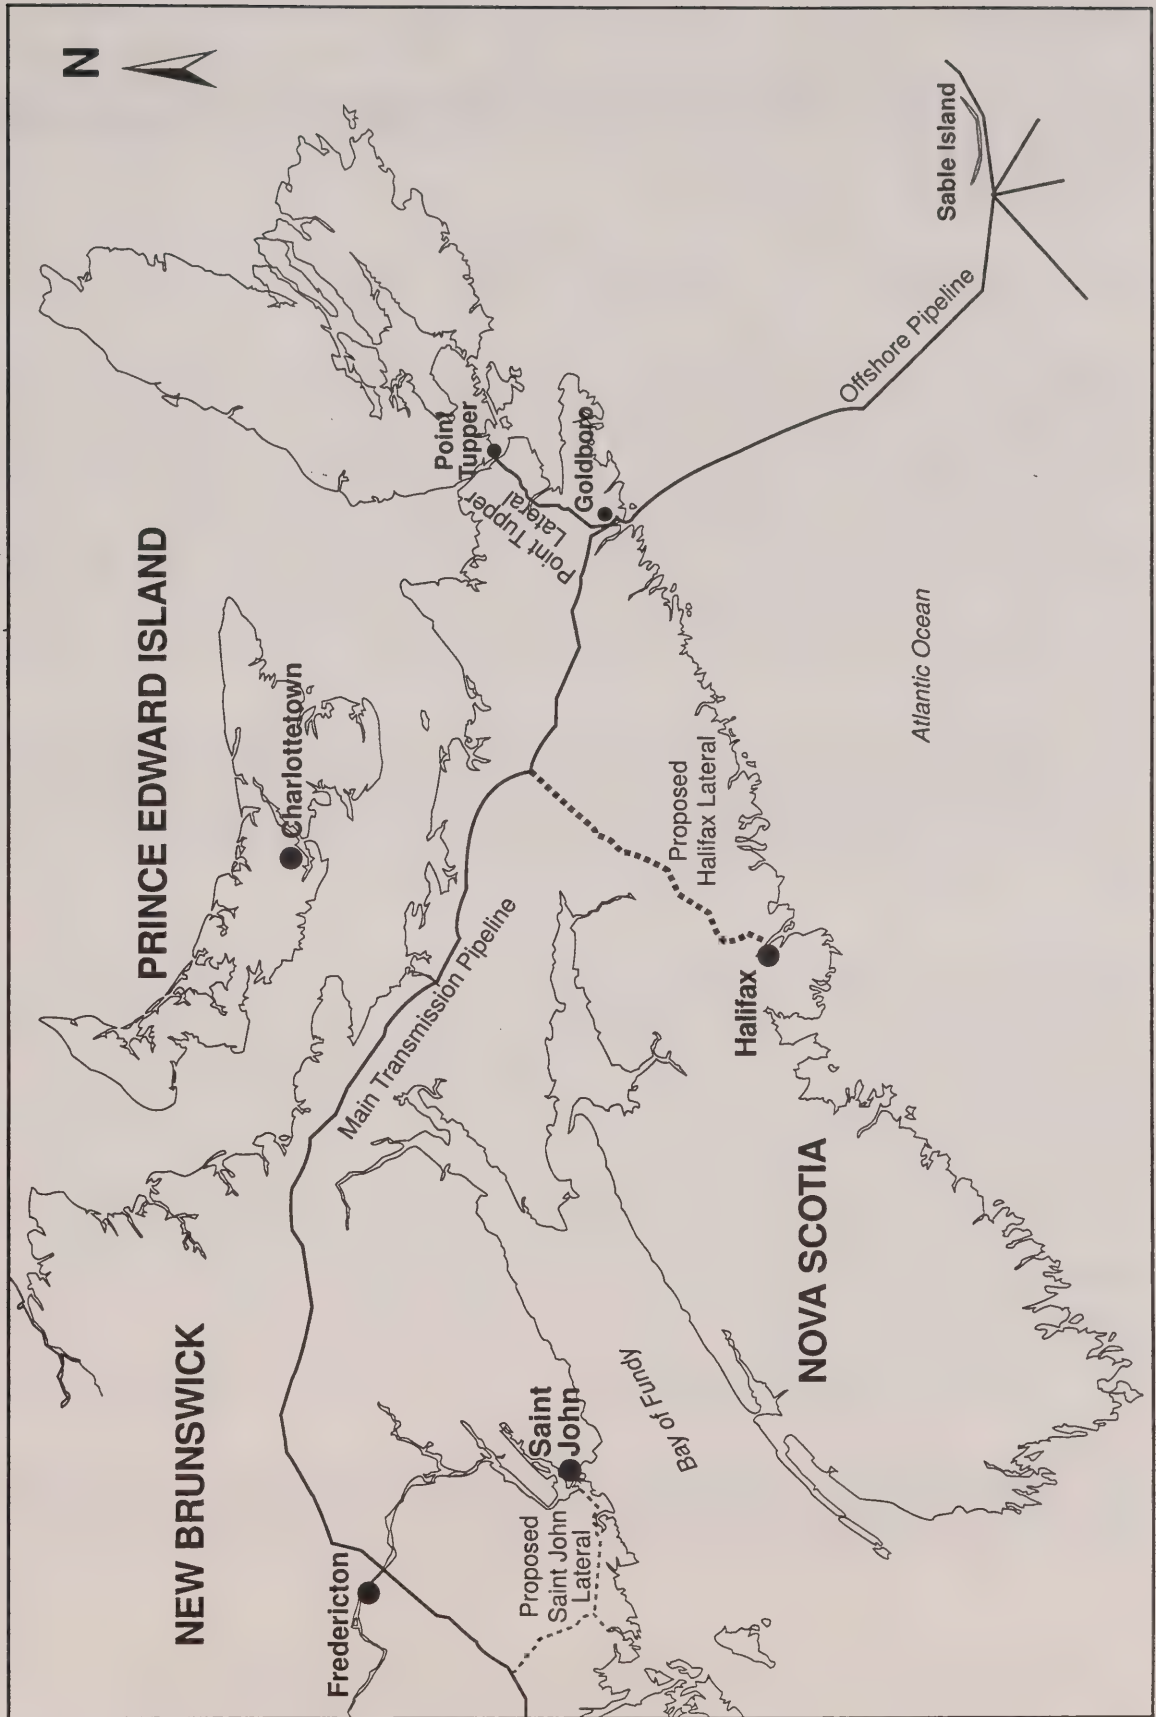 N
PRINCE EDWARD ISLAND
Charlottetown
NEW BRUNSWICK
Fredericton
Main Transmission Pipeline
Point
Tupper
Point Tupper
Lateral
Goldboro
Saint
John
Proposed
Saint John
Lateral
Bay of Fundy
Proposed
Halifax Lateral
Halifax
NOVA SCOTIA
Atlantic Ocean
Offshore Pipeline
Sable Island